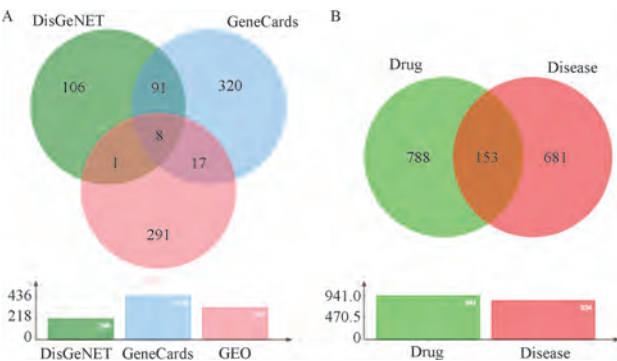 A
DisGeNET
GeneCards
106
91
320
8
1
17
291
436
218
0
DisGeNET
GeneCards
GEO
B
Drug
Disease
788
153
681
941.0
470.5
0
Drug
Disease